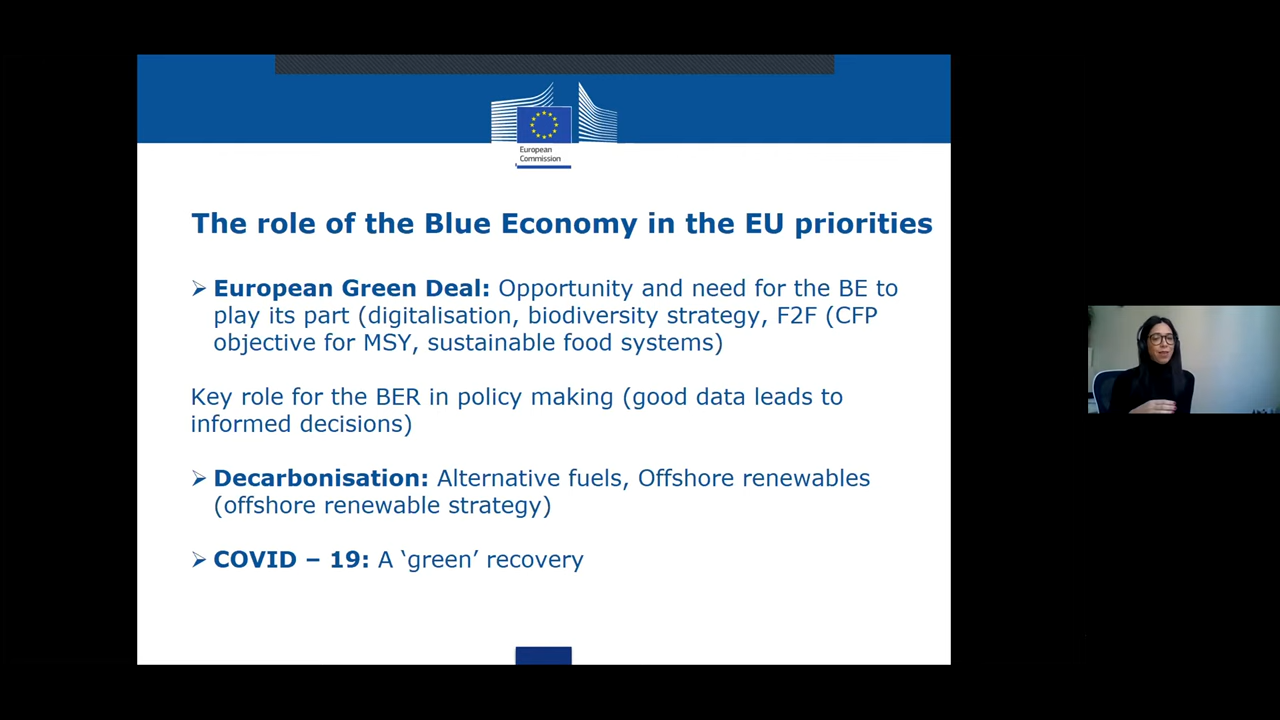 European
Commission
The role of the Blue Economy in the EU priorities
➢ European Green Deal: Opportunity and need for the BE to
play its part (digitalisation, biodiversity strategy, F2F (CFP
objective for MSY, sustainable food systems)
Key role for the BER in policy making (good data leads to
informed decisions)
➢ Decarbonisation: Alternative fuels, Offshore renewables
(offshore renewable strategy)
➢ COVID – 19: A ‘green’ recovery